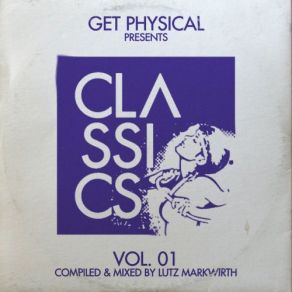 GET PHYSICAL
PRESENTS
CLA
SSI
CS
VOL. 01
COMPILED & MIXED BY LUTZ MARKWIRTH